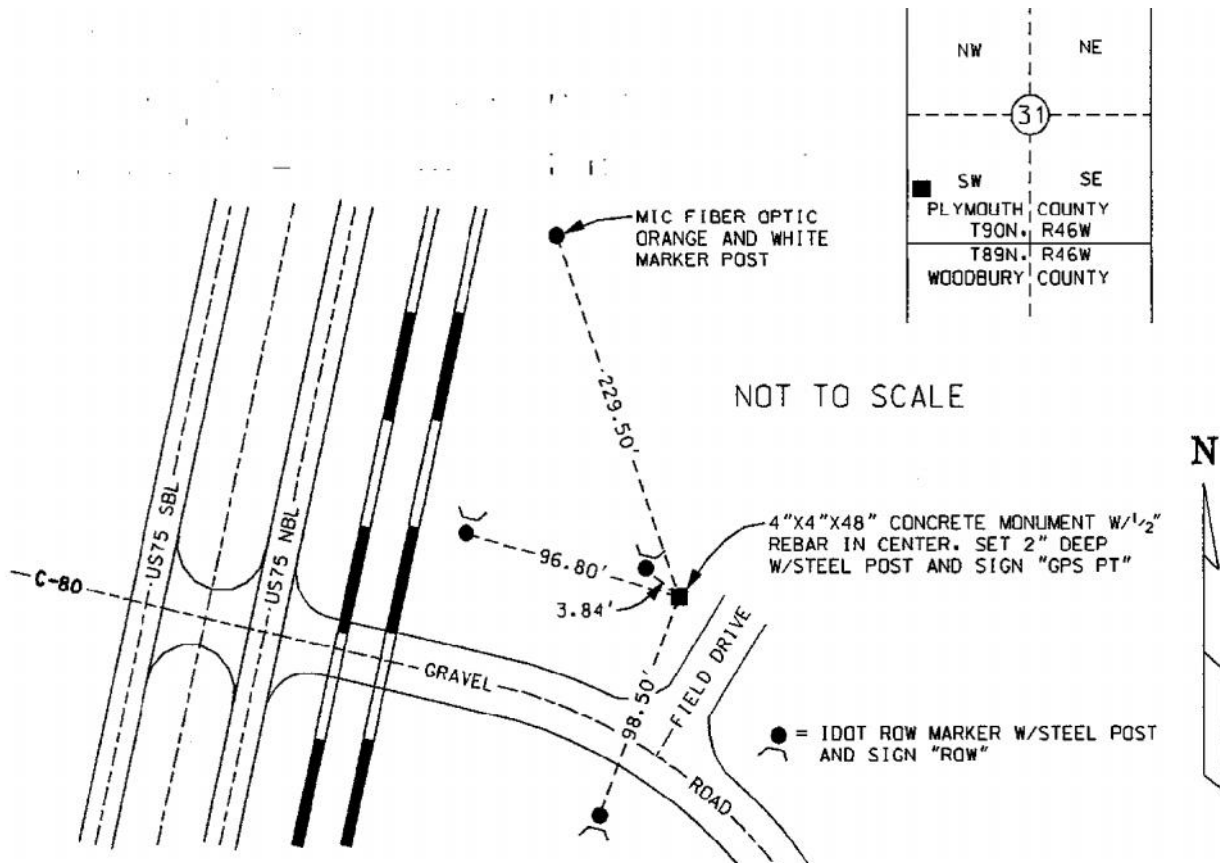 NW NE
31
SW SE
PLYMOUTH COUNTY
T90N. R46W
T89N. R46W
WOODBURY COUNTY
MIC FIBER OPTIC
ORANGE AND WHITE
MARKER POST
229.50'
NOT TO SCALE
N
4"X4"X48" CONCRETE MONUMENT W/1/2"
REBAR IN CENTER. SET 2" DEEP
W/STEEL POST AND SIGN "GPS PT"
US75 SBL
US75 NBL
96.80'
3.84'
C-80
GRAVEL
ROAD
FIELD DRIVE
98.50'
= IDOT ROW MARKER W/STEEL POST
AND SIGN "ROW"